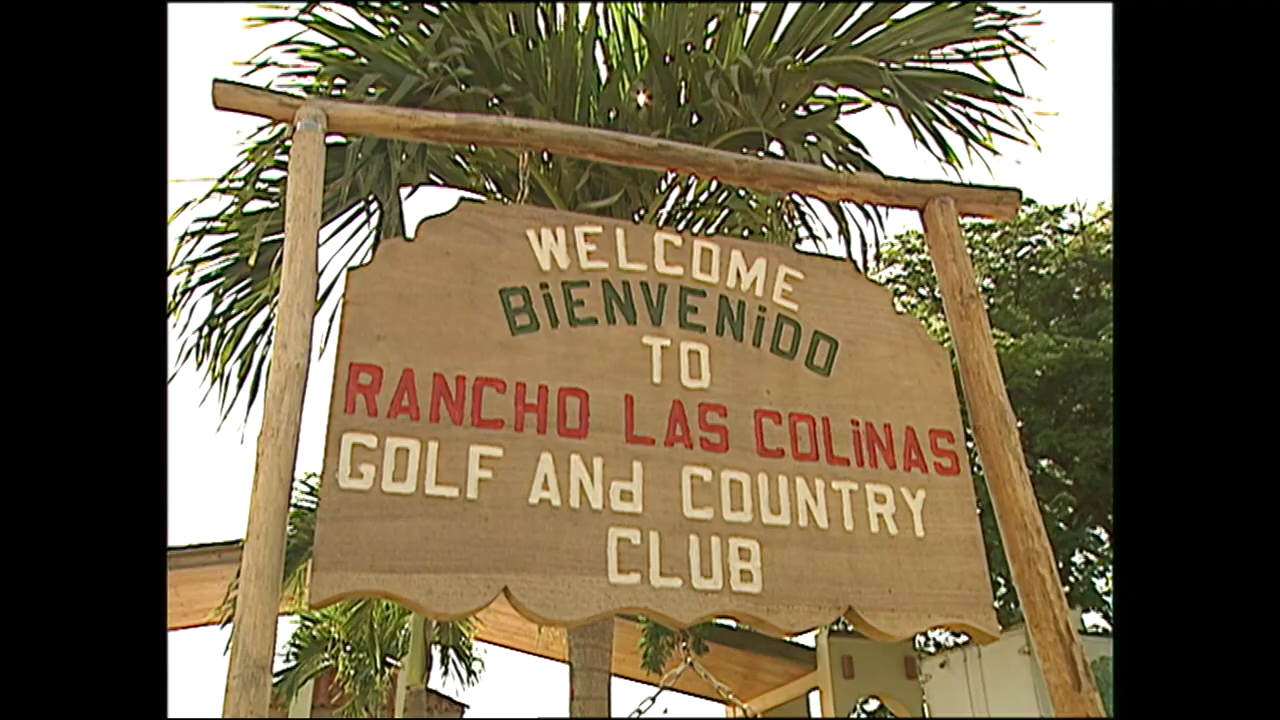 WELCOME
BiENVENiDO
TO
RANCHO LAS COLiNAS
GOLF ANd COUNTRY
CLUB